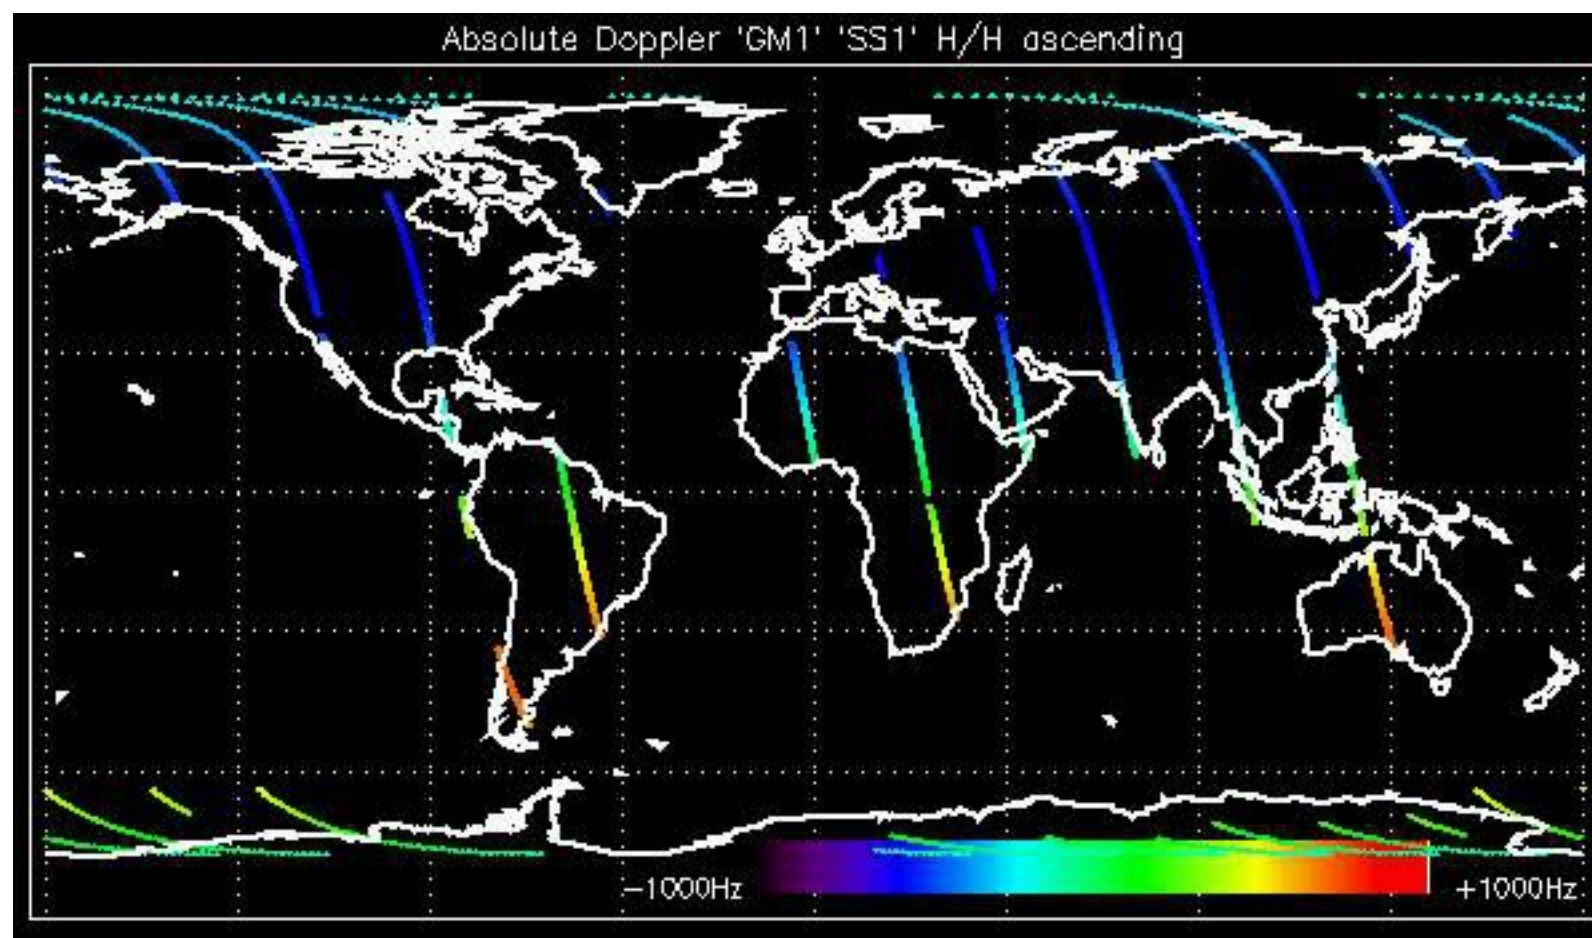 Absolute Doppler 'GM1' 'SS1' H/H ascending
−1000Hz
+1000Hz